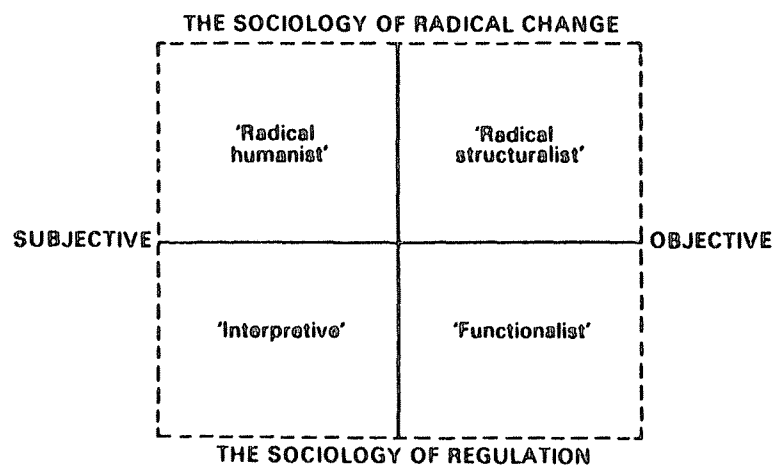 THE SOCIOLOGY OF RADICAL CHANGE
'Radical
humanist'
'Radical
structuralist'
SUBJECTIVE
OBJECTIVE
'Interpretive'
'Functionalist'
THE SOCIOLOGY OF REGULATION